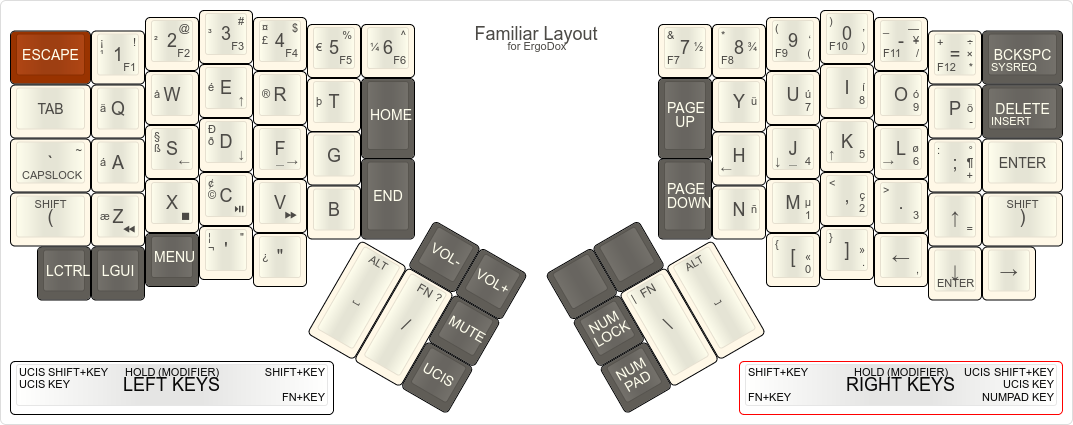 Familiar Layout
for ErgoDox
ESCAPE
¡ ! ¹ 1 F1
² @ 2 F2
³ # 3 F3
¤ $ £ 4 F4
€ % 5 F5
¼ ^ 6 F6
& 7 ½ F7
* 8 ¾ F8
( 9 ‘ F9 (
) 0 ’ F10 )
_ — - ¥ F11 /
+ ÷ = × F12 *
BCKSPC
SYSREQ
TAB
ä Q
å W
é E ↑
® R
þ T
HOME
PAGE
UP
Y ü
U ú 7
I í 8
O ó 9
P ö -
DELETE
INSERT
` ~
CAPSLOCK
á A
§ ß S ←
Ð ð D ↓
F _ →
G
H ←
J _ ↓ 4
K ↑ 5
L ø → 6
: ° ; ¶ +
ENTER
SHIFT
(
æ Z
X
¢ © C
V
B
END
PAGE
DOWN
N ñ
M µ 1
< , ç 2
> . 3
↑ =
SHIFT
)
LCTRL
LGUI
MENU
¦ " ¬ '
¿ "
{ [ « 0
} ] » .
← ,
↓
ENTER
→
ALT
FN ?
/
VOL-
VOL+
MUTE
UCIS
NUM
LOCK
NUM
PAD
| FN
\
ALT
UCIS SHIFT+KEY HOLD (MODIFIER) SHIFT+KEY
UCIS KEY LEFT KEYS
FN+KEY
SHIFT+KEY HOLD (MODIFIER) UCIS SHIFT+KEY
RIGHT KEYS UCIS KEY
FN+KEY NUMPAD KEY